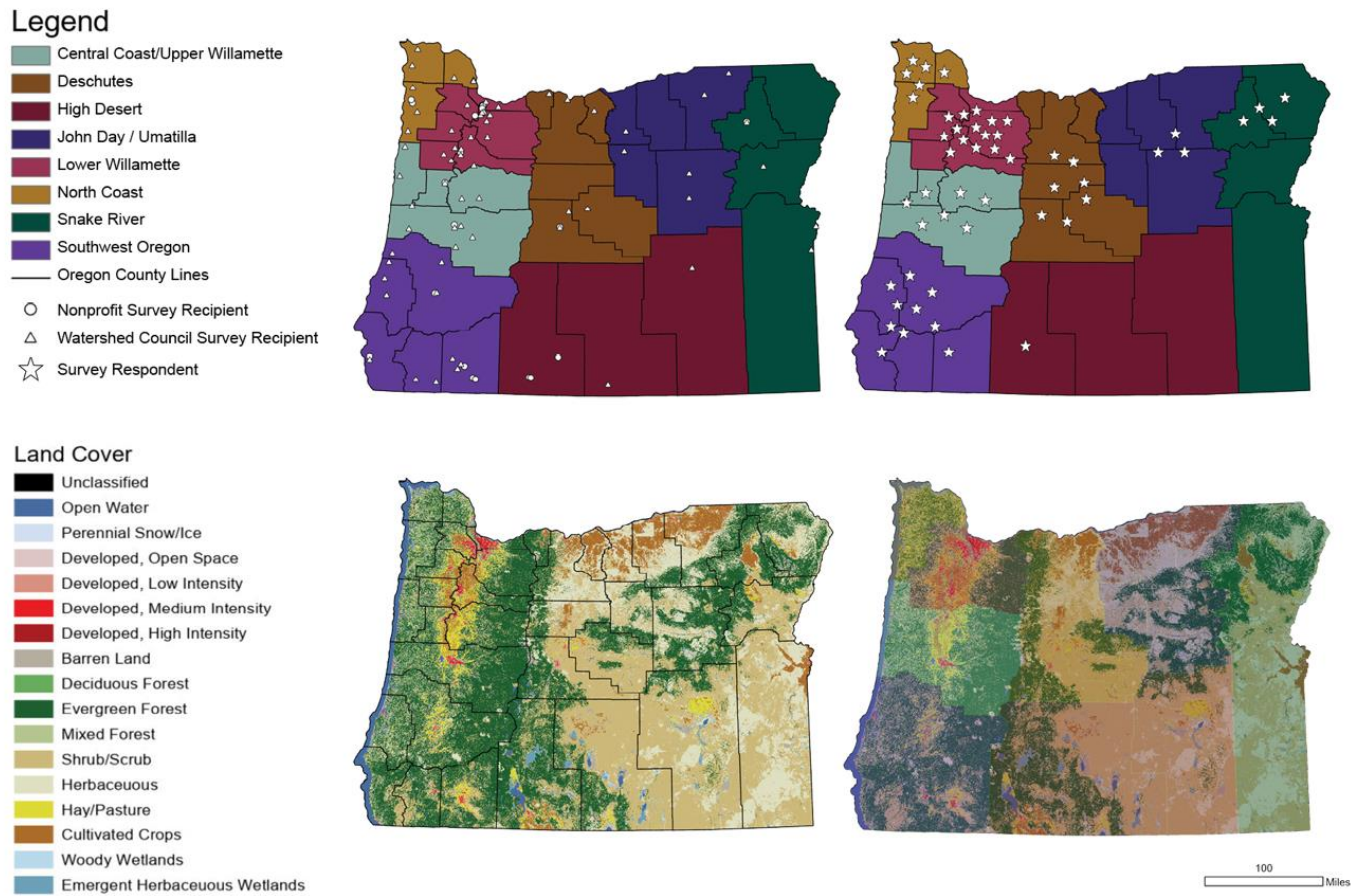 Legend
Central Coast/Upper Willamette
Deschutes
High Desert
John Day / Umatilla
Lower Willamette
North Coast
Snake River
Southwest Oregon
Oregon County Lines
Nonprofit Survey Recipient
Watershed Council Survey Recipient
Survey Respondent
Land Cover
Unclassified
Open Water
Perennial Snow/Ice
Developed, Open Space
Developed, Low Intensity
Developed, Medium Intensity
Developed, High Intensity
Barren Land
Deciduous Forest
Evergreen Forest
Mixed Forest
Shrub/Scrub
Herbaceuous
Hay/Pasture
Cultivated Crops
Woody Wetlands
Emergent Herbaceuous Wetlands
100
Miles